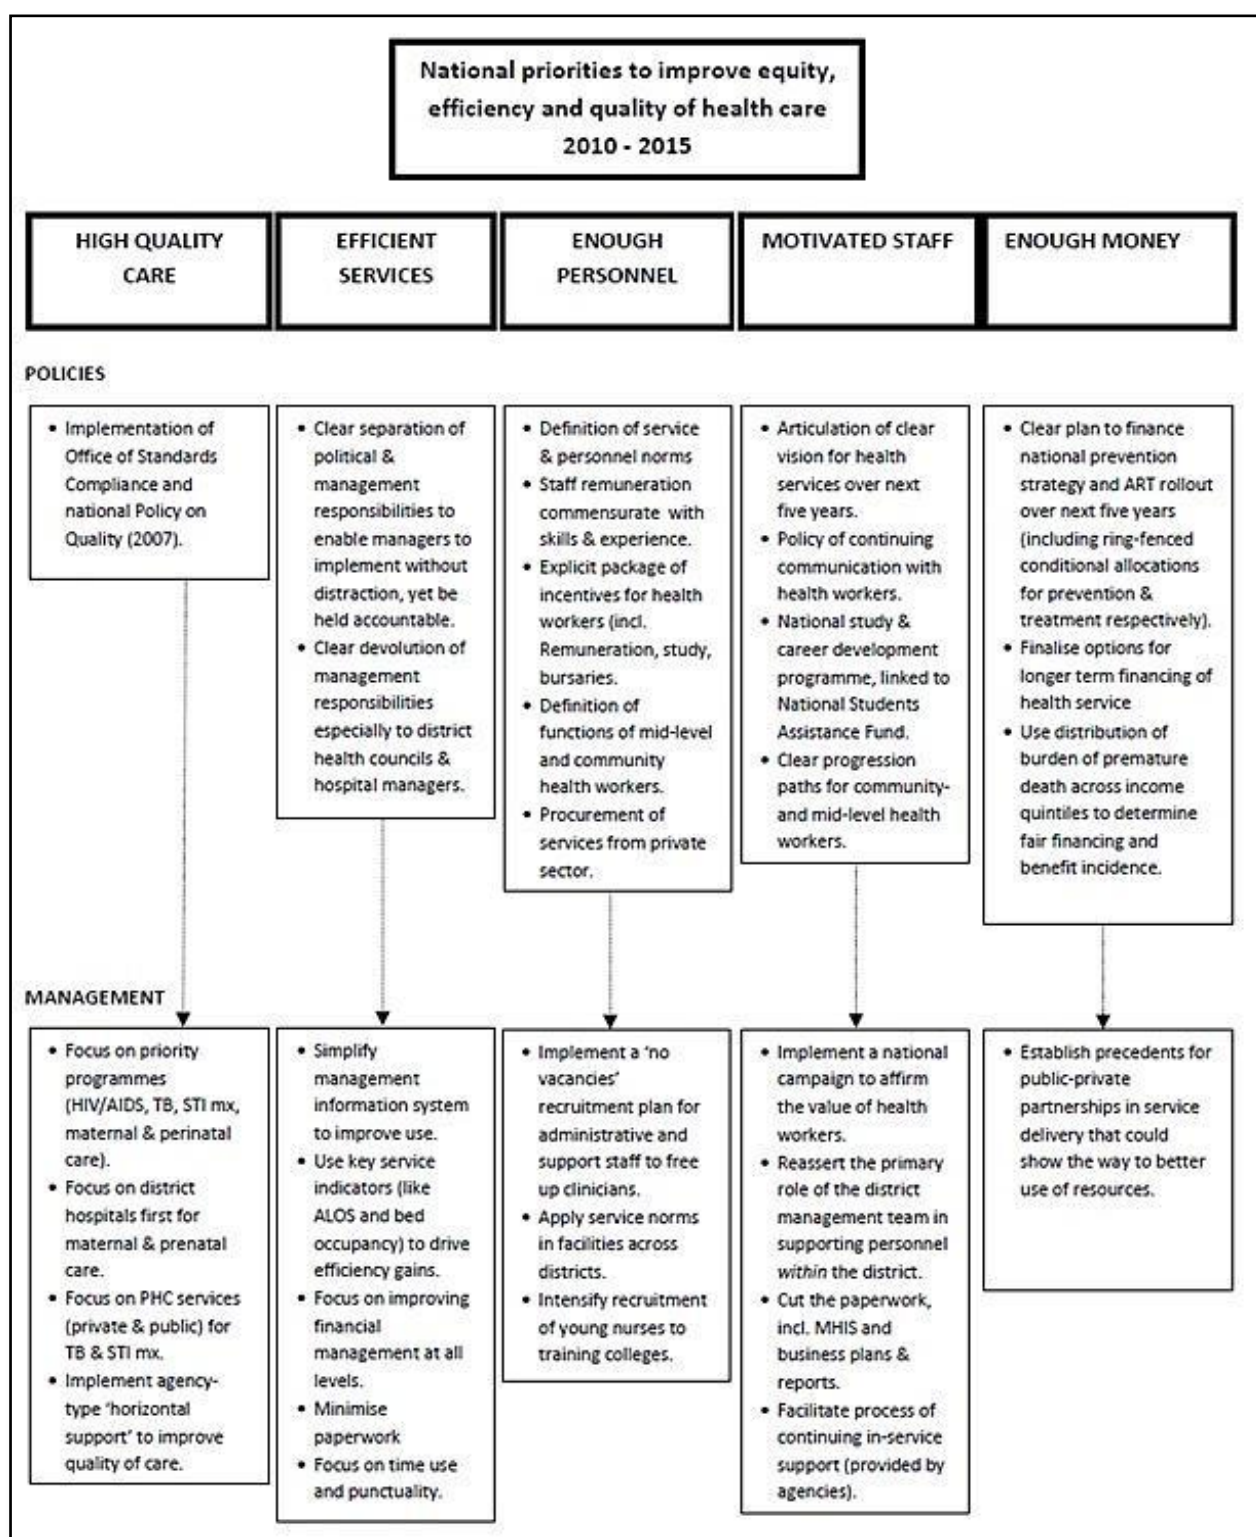 National priorities to improve equity,
efficiency and quality of health care
2010 - 2015
HIGH QUALITY
CARE
EFFICIENT
SERVICES
ENOUGH
PERSONNEL
MOTIVATED STAFF
ENOUGH MONEY
POLICIES
• Implementation of
Office of Standards
Compliance and
national Policy on
Quality (2007).
• Clear separation of
political &
management
responsibilities to
enable managers to
implement without
distraction, yet be
held accountable.
• Clear devolution of
management
responsibilities
especially to district
health councils &
hospital managers.
• Definition of service
& personnel norms
• Staff remuneration
commensurate with
skills & experience.
• Explicit package of
incentives for health
workers (incl.
Remuneration, study,
bursaries.
• Definition of
functions of mid-level
and community
health workers.
• Procurement of
services from private
sector.
• Articulation of clear
vision for health
services over next
five years.
• Policy of continuing
communication with
health workers.
• National study &
career development
programme, linked to
National Students
Assistance Fund.
• Clear progression
paths for community-
and mid-level health
workers.
• Clear plan to finance
national prevention
strategy and ART rollout
over next five years
(including ring-fenced
conditional allocations
for prevention &
treatment respectively).
• Finalise options for
longer term financing of
health service
• Use distribution of
burden of premature
death across income
quintiles to determine
fair financing and
benefit incidence.
MANAGEMENT
• Focus on priority
programmes
(HIV/AIDS, TB, STI mx,
maternal & perinatal
care).
• Focus on district
hospitals first for
maternal & prenatal
care.
• Focus on PHC services
(private & public) for
TB & STI mx.
• Implement agency-
type ‘horizontal
support’ to improve
quality of care.
• Simplify
management
information system
to improve use.
• Use key service
indicators (like
ALOS and bed
occupancy) to drive
efficiency gains.
• Focus on improving
financial
management at all
levels.
• Minimise
paperwork
• Focus on time use
and punctuality.
• Implement a ‘no
vacancies’
recruitment plan for
administrative and
support staff to free
up clinicians.
• Apply service norms
in facilities across
districts.
• Intensify recruitment
of young nurses to
training colleges.
• Implement a national
campaign to affirm
the value of health
workers.
• Reassert the primary
role of the district
management team in
supporting personnel
within the district.
• Cut the paperwork,
incl. MHIS and
business plans &
reports.
• Facilitate process of
continuing in-service
support (provided by
agencies).
• Establish precedents for
public-private
partnerships in service
delivery that could
show the way to better
use of resources.